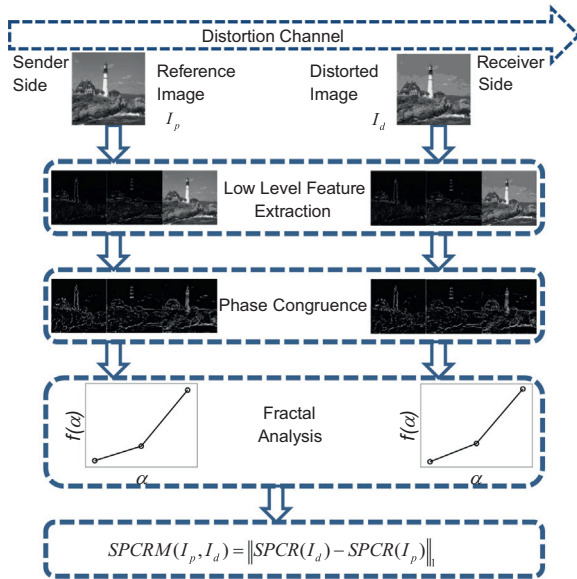 Distortion Channel
Sender
Side
Reference
Image
I_p
Distorted
Image
I_d
Receiver
Side
Low Level Feature
Extraction
Phase Congruence
f(α)
α
Fractal
Analysis
f(α)
α
SPCRM(I_p, I_d) = ||SPCR(I_d) − SPCR(I_p)||_1